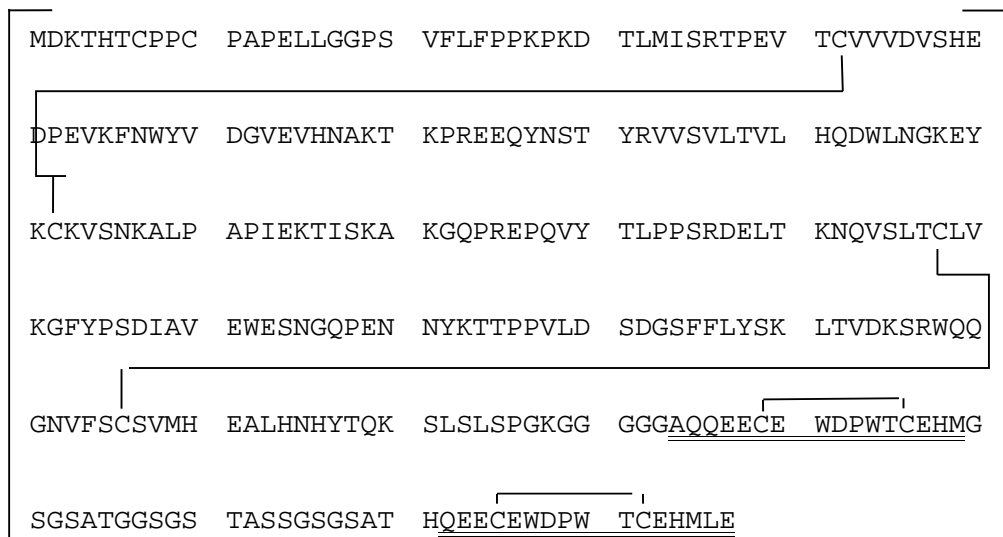 MDKTHTCPPC PAPELLGGPS VFLFPPKPKD TLMISRTPEV TCVVVDVSHE
DPEVKFNWYV DGVEVHNAKT KPREEQYNST YRVVSVLTVL HQDWLNGKEY
KCKVSNKALP APIEKTISKA KGQPREPQVY TLPPSRDELT KNQVSLTCLV
KGFYPSDIAV EWESNGQPEN NYKTTPPVLD SDGSFFLYSK LTVDKSRWQQ
GNVFSCSVMH EALHNHYTQK SLSLSPGKGG GGGAQQEECE WDPWTCEHMG
SGSATGGSGS TASSGSGSAT HQEECEWDPW TCEHMLE